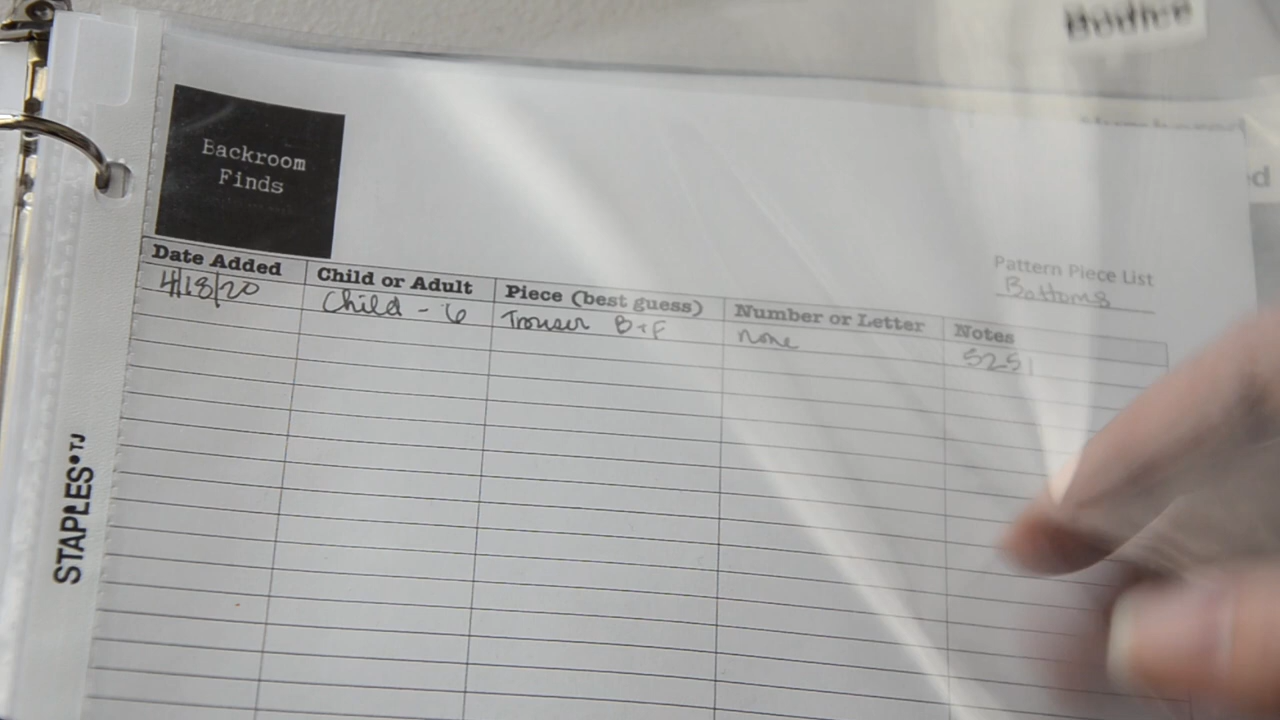 Bodice
Backroom
Finds
Pattern Piece List
Bottoms
Date Added Child or Adult Piece (best guess) Number or Letter Notes
4/18/20 Child - 6 Trouser B+F none 5251
STAPLES TJ